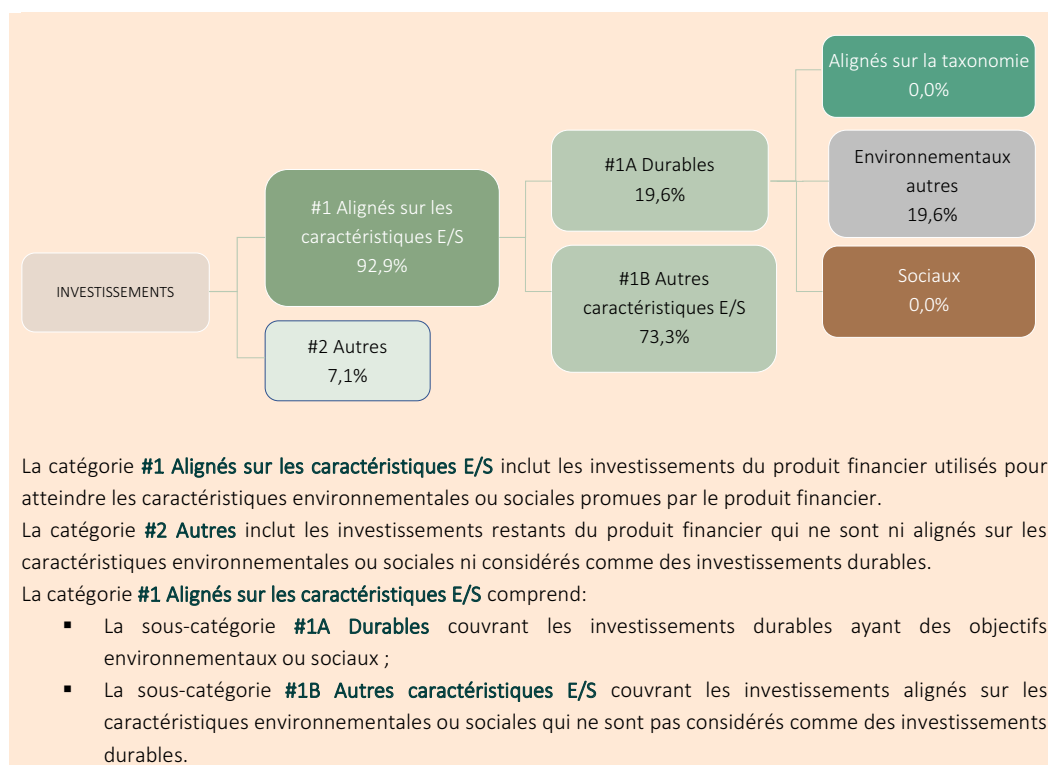 INVESTISSEMENTS
#1 Alignés sur les
caractéristiques E/S
92,9%
#2 Autres
7,1%
#1A Durables
19,6%
#1B Autres
caractéristiques E/S
73,3%
Alignés sur la taxonomie
0,0%
Environnementaux
autres
19,6%
Sociaux
0,0%
La catégorie #1 Alignés sur les caractéristiques E/S inclut les investissements du produit financier utilisés pour
atteindre les caractéristiques environnementales ou sociales promues par le produit financier.
La catégorie #2 Autres inclut les investissements restants du produit financier qui ne sont ni alignés sur les
caractéristiques environnementales ou sociales ni considérés comme des investissements durables.
La catégorie #1 Alignés sur les caractéristiques E/S comprend:
▪ La sous-catégorie #1A Durables couvrant les investissements durables ayant des objectifs
environnementaux ou sociaux ;
▪ La sous-catégorie #1B Autres caractéristiques E/S couvrant les investissements alignés sur les
caractéristiques environnementales ou sociales qui ne sont pas considérés comme des investissements
durables.